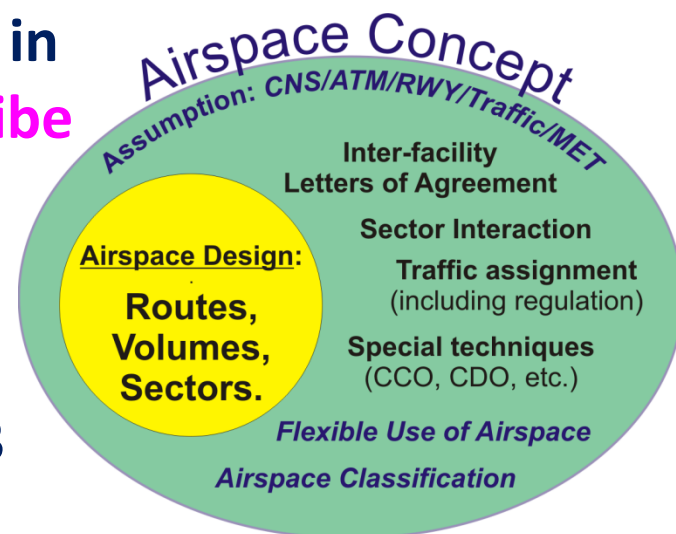 in
Airspace Concept
Assumption: CNS/ATM/RWY/Traffic/MET
Inter-facility
Letters of Agreement
Sector Interaction
Traffic assignment
(including regulation)
Special techniques
(CCO, CDO, etc.)
Flexible Use of Airspace
Airspace Classification
Airspace Design:
Routes,
Volumes,
Sectors.